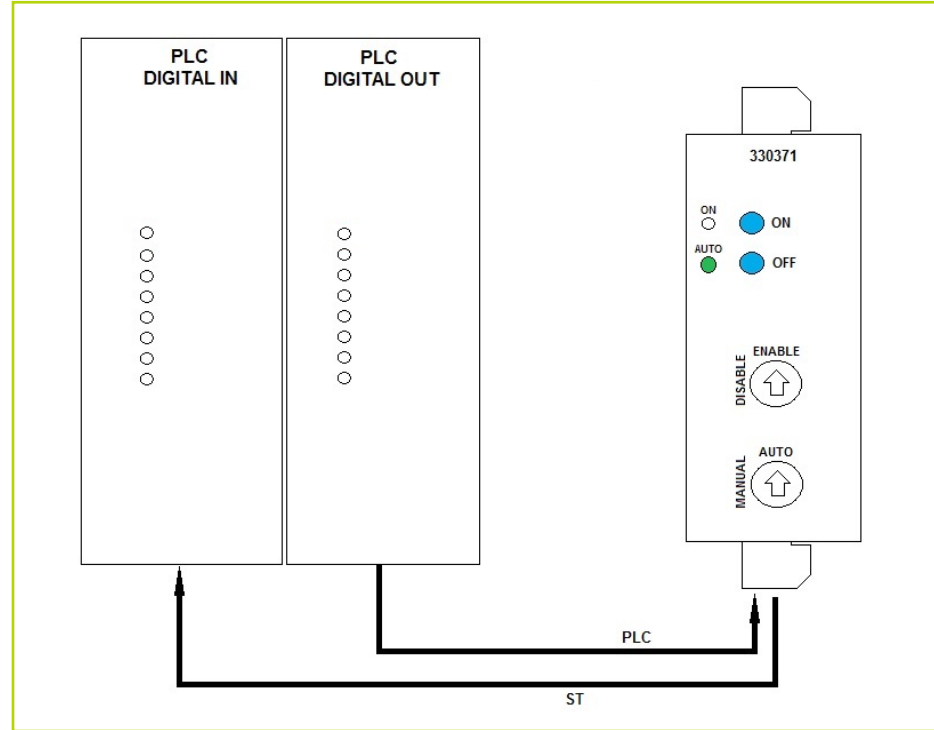 PLC
DIGITAL IN
PLC
DIGITAL OUT
330371
ON
ON
AUTO
OFF
ENABLE
DISABLE
AUTO
MANUAL
PLC
ST